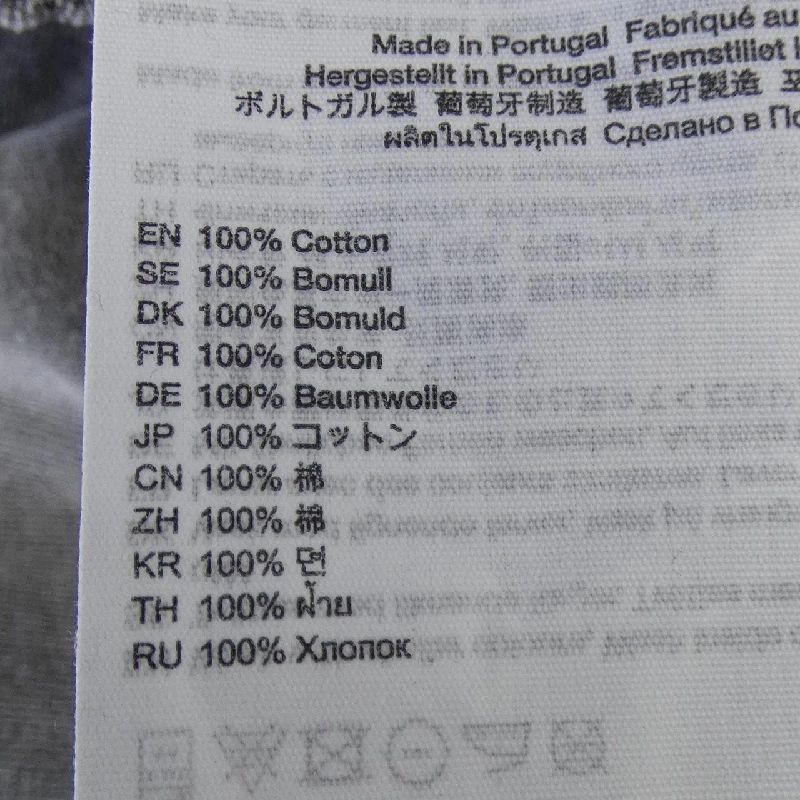 Made in Portugal Fabriqué au
Hergestellt in Portugal Fremstillet i
ポルトガル製 葡萄牙制造 葡萄牙製造
ผลิตในโปรตุเกส Сделано в По
EN 100% Cotton
SE 100% Bomull
DK 100% Bomuld
FR 100% Coton
DE 100% Baumwolle
JP 100% コットン
CN 100% 棉
ZH 100% 棉
KR 100% 면
TH 100% ฝ้าย
RU 100% Хлопок